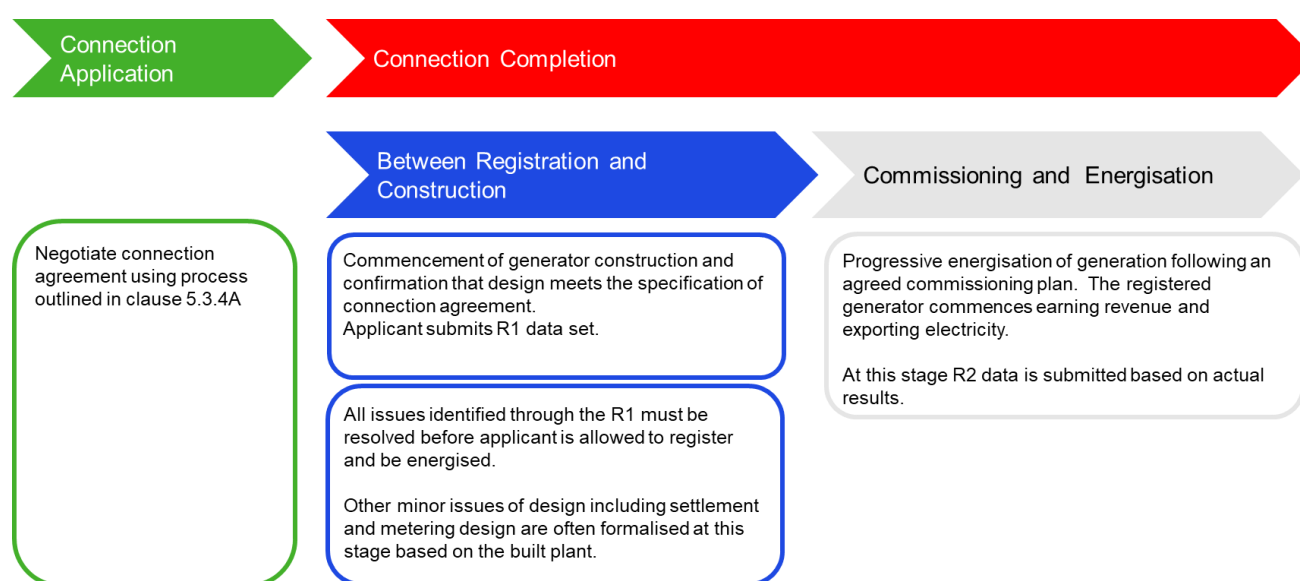 Connection
Application
Connection Completion
Between Registration and
Construction
Commissioning and Energisation
Negotiate connection
agreement using process
outlined in clause 5.3.4A
Commencement of generator construction and
confirmation that design meets the specification of
connection agreement.
Applicant submits R1 data set.
All issues identified through the R1 must be
resolved before applicant is allowed to register
and be energised.
Other minor issues of design including settlement
and metering design are often formalised at this
stage based on the built plant.
Progressive energisation of generation following an
agreed commissioning plan. The registered
generator commences earning revenue and
exporting electricity.
At this stage R2 data is submitted based on actual
results.